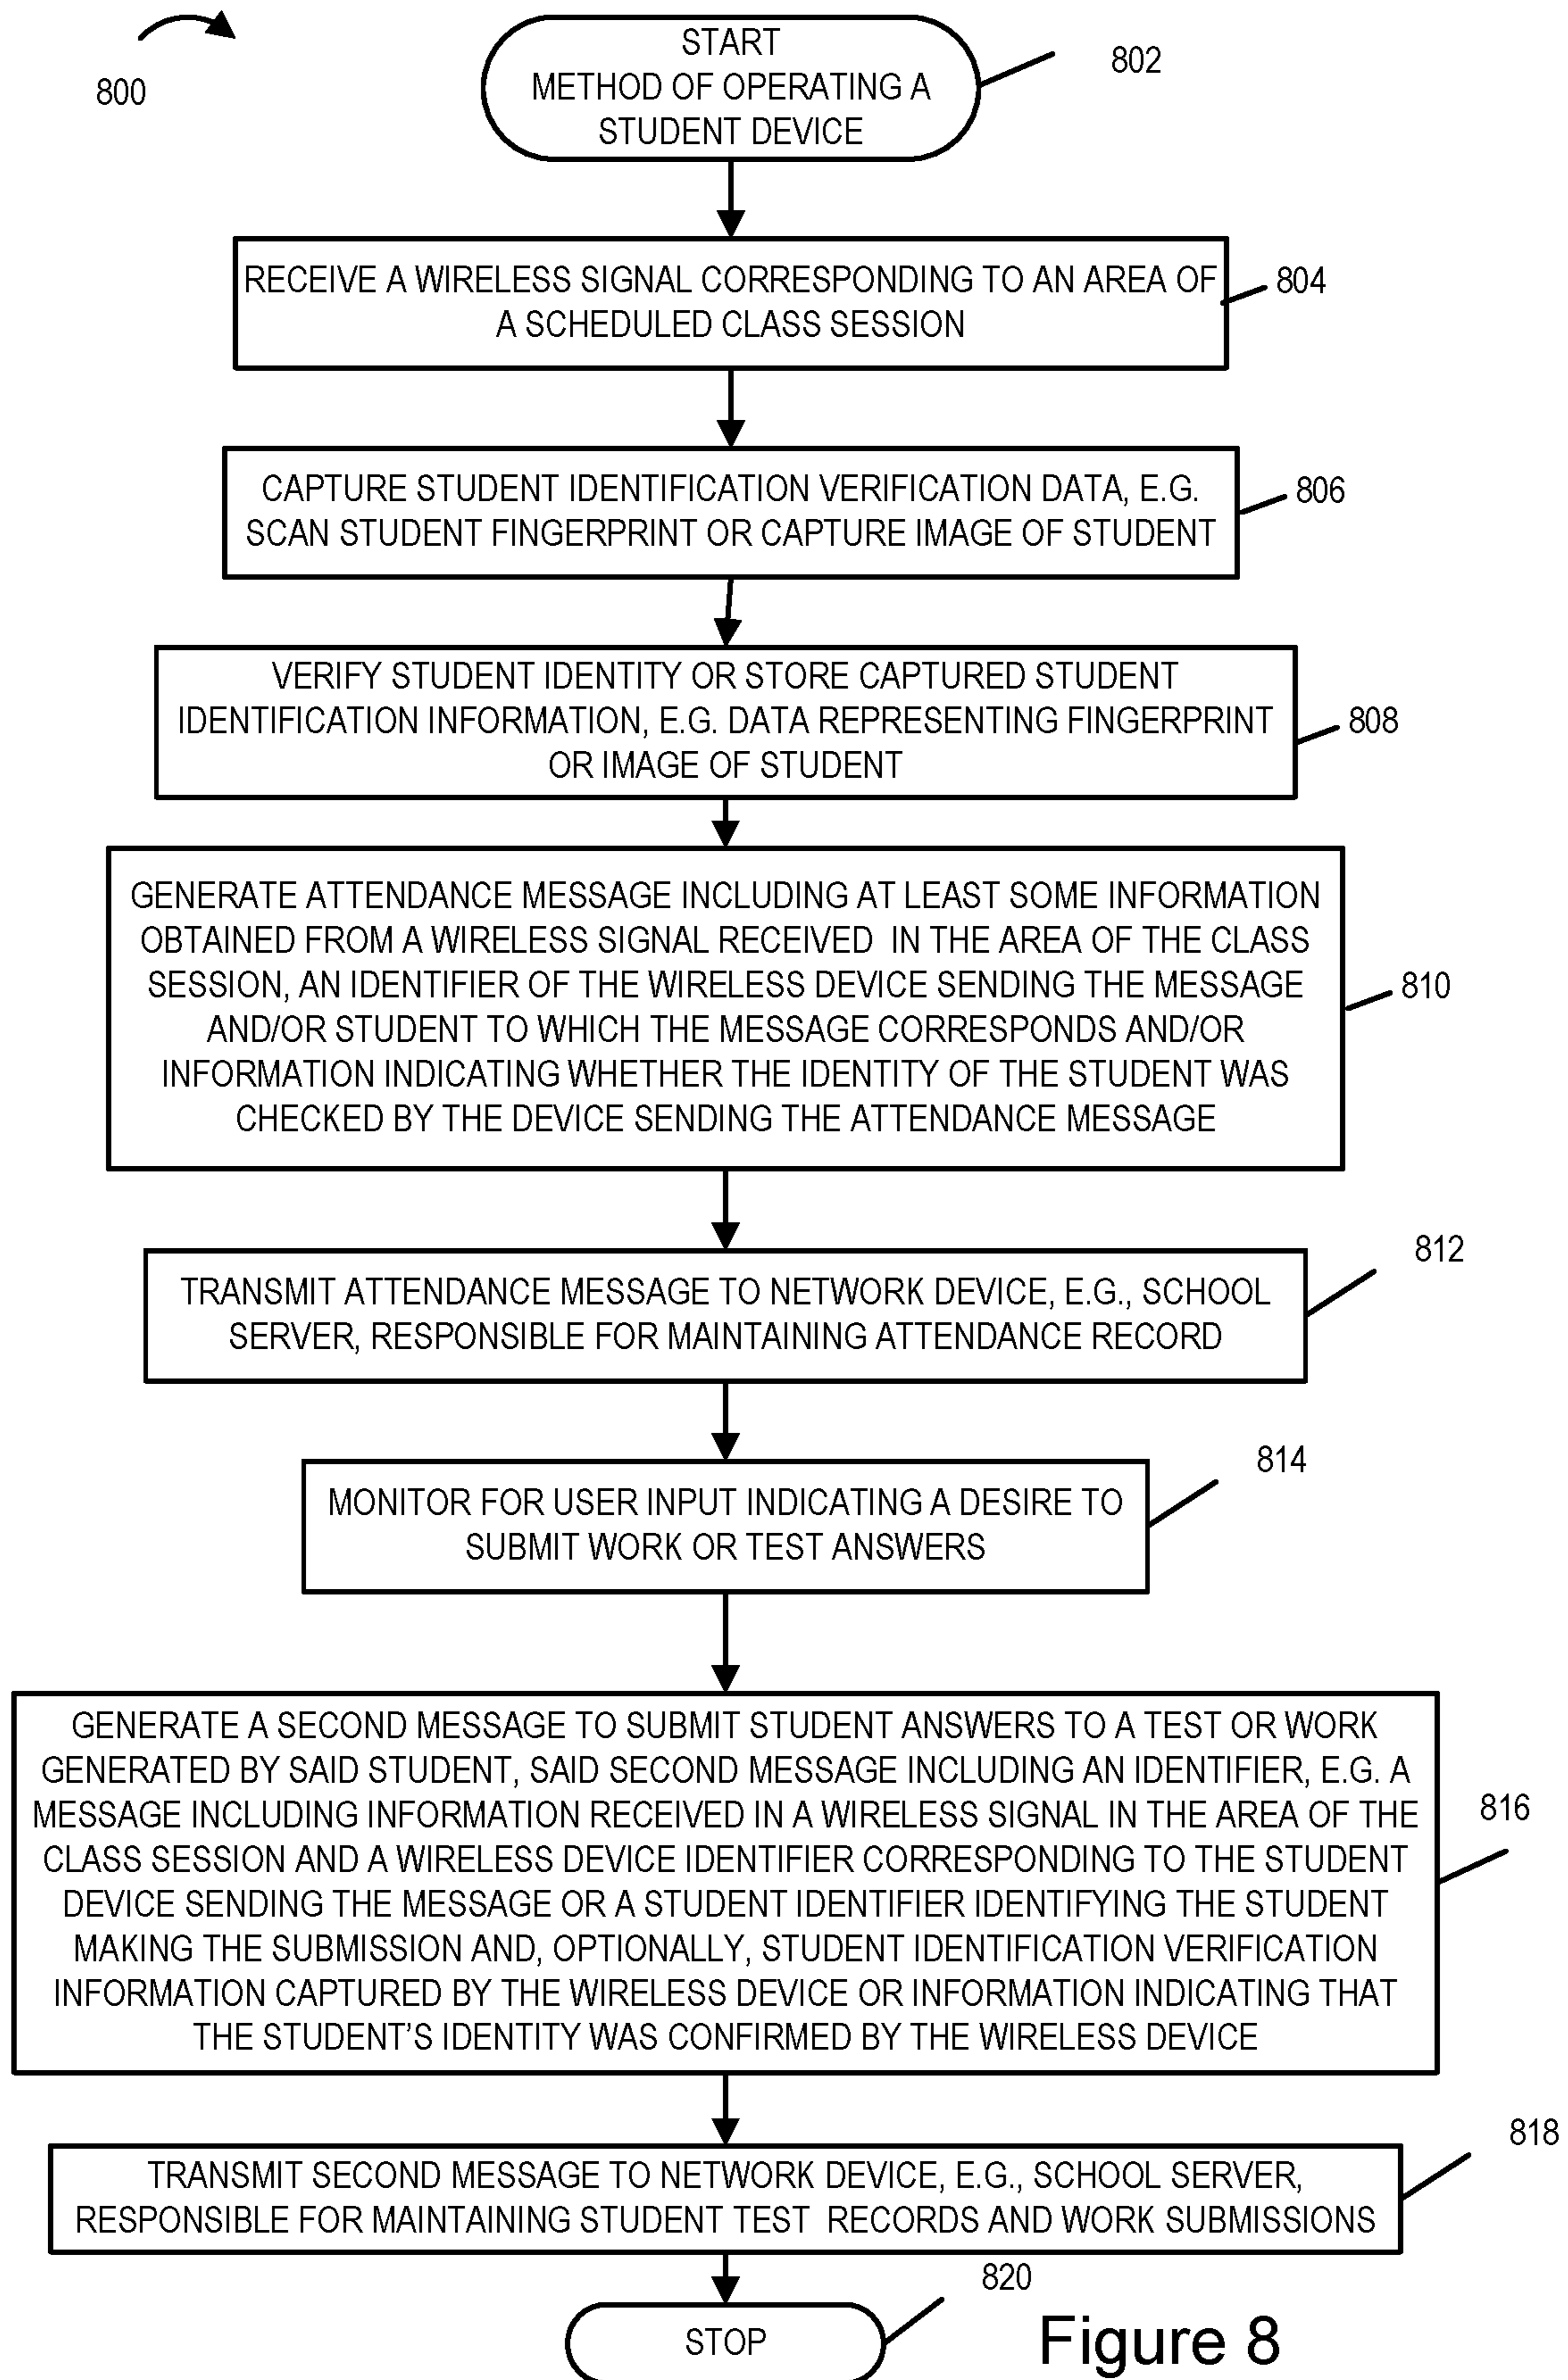 800
START
METHOD OF OPERATING A
STUDENT DEVICE
802
RECEIVE A WIRELESS SIGNAL CORRESPONDING TO AN AREA OF
A SCHEDULED CLASS SESSION
804
CAPTURE STUDENT IDENTIFICATION VERIFICATION DATA, E.G.
SCAN STUDENT FINGERPRINT OR CAPTURE IMAGE OF STUDENT
806
VERIFY STUDENT IDENTITY OR STORE CAPTURED STUDENT
IDENTIFICATION INFORMATION, E.G. DATA REPRESENTING FINGERPRINT
OR IMAGE OF STUDENT
808
GENERATE ATTENDANCE MESSAGE INCLUDING AT LEAST SOME INFORMATION
OBTAINED FROM A WIRELESS SIGNAL RECEIVED IN THE AREA OF THE CLASS
SESSION, AN IDENTIFIER OF THE WIRELESS DEVICE SENDING THE MESSAGE
AND/OR STUDENT TO WHICH THE MESSAGE CORRESPONDS AND/OR
INFORMATION INDICATING WHETHER THE IDENTITY OF THE STUDENT WAS
CHECKED BY THE DEVICE SENDING THE ATTENDANCE MESSAGE
810
TRANSMIT ATTENDANCE MESSAGE TO NETWORK DEVICE, E.G., SCHOOL
SERVER, RESPONSIBLE FOR MAINTAINING ATTENDANCE RECORD
812
MONITOR FOR USER INPUT INDICATING A DESIRE TO
SUBMIT WORK OR TEST ANSWERS
814
GENERATE A SECOND MESSAGE TO SUBMIT STUDENT ANSWERS TO A TEST OR WORK
GENERATED BY SAID STUDENT, SAID SECOND MESSAGE INCLUDING AN IDENTIFIER, E.G. A
MESSAGE INCLUDING INFORMATION RECEIVED IN A WIRELESS SIGNAL IN THE AREA OF THE
CLASS SESSION AND A WIRELESS DEVICE IDENTIFIER CORRESPONDING TO THE STUDENT
DEVICE SENDING THE MESSAGE OR A STUDENT IDENTIFIER IDENTIFYING THE STUDENT
MAKING THE SUBMISSION AND, OPTIONALLY, STUDENT IDENTIFICATION VERIFICATION
INFORMATION CAPTURED BY THE WIRELESS DEVICE OR INFORMATION INDICATING THAT
THE STUDENT'S IDENTITY WAS CONFIRMED BY THE WIRELESS DEVICE
816
TRANSMIT SECOND MESSAGE TO NETWORK DEVICE, E.G., SCHOOL SERVER,
RESPONSIBLE FOR MAINTAINING STUDENT TEST RECORDS AND WORK SUBMISSIONS
818
STOP
820
Figure 8